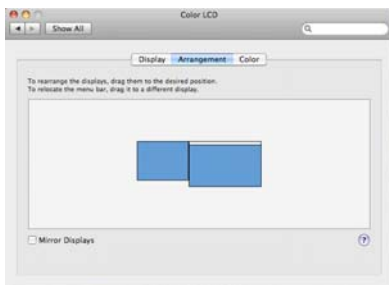 Color LCD
Show All
Display Arrangement Color
To rearrange the displays, drag them to the desired position.
To relocate the menu bar, drag it to a different display.
Mirror Displays
?